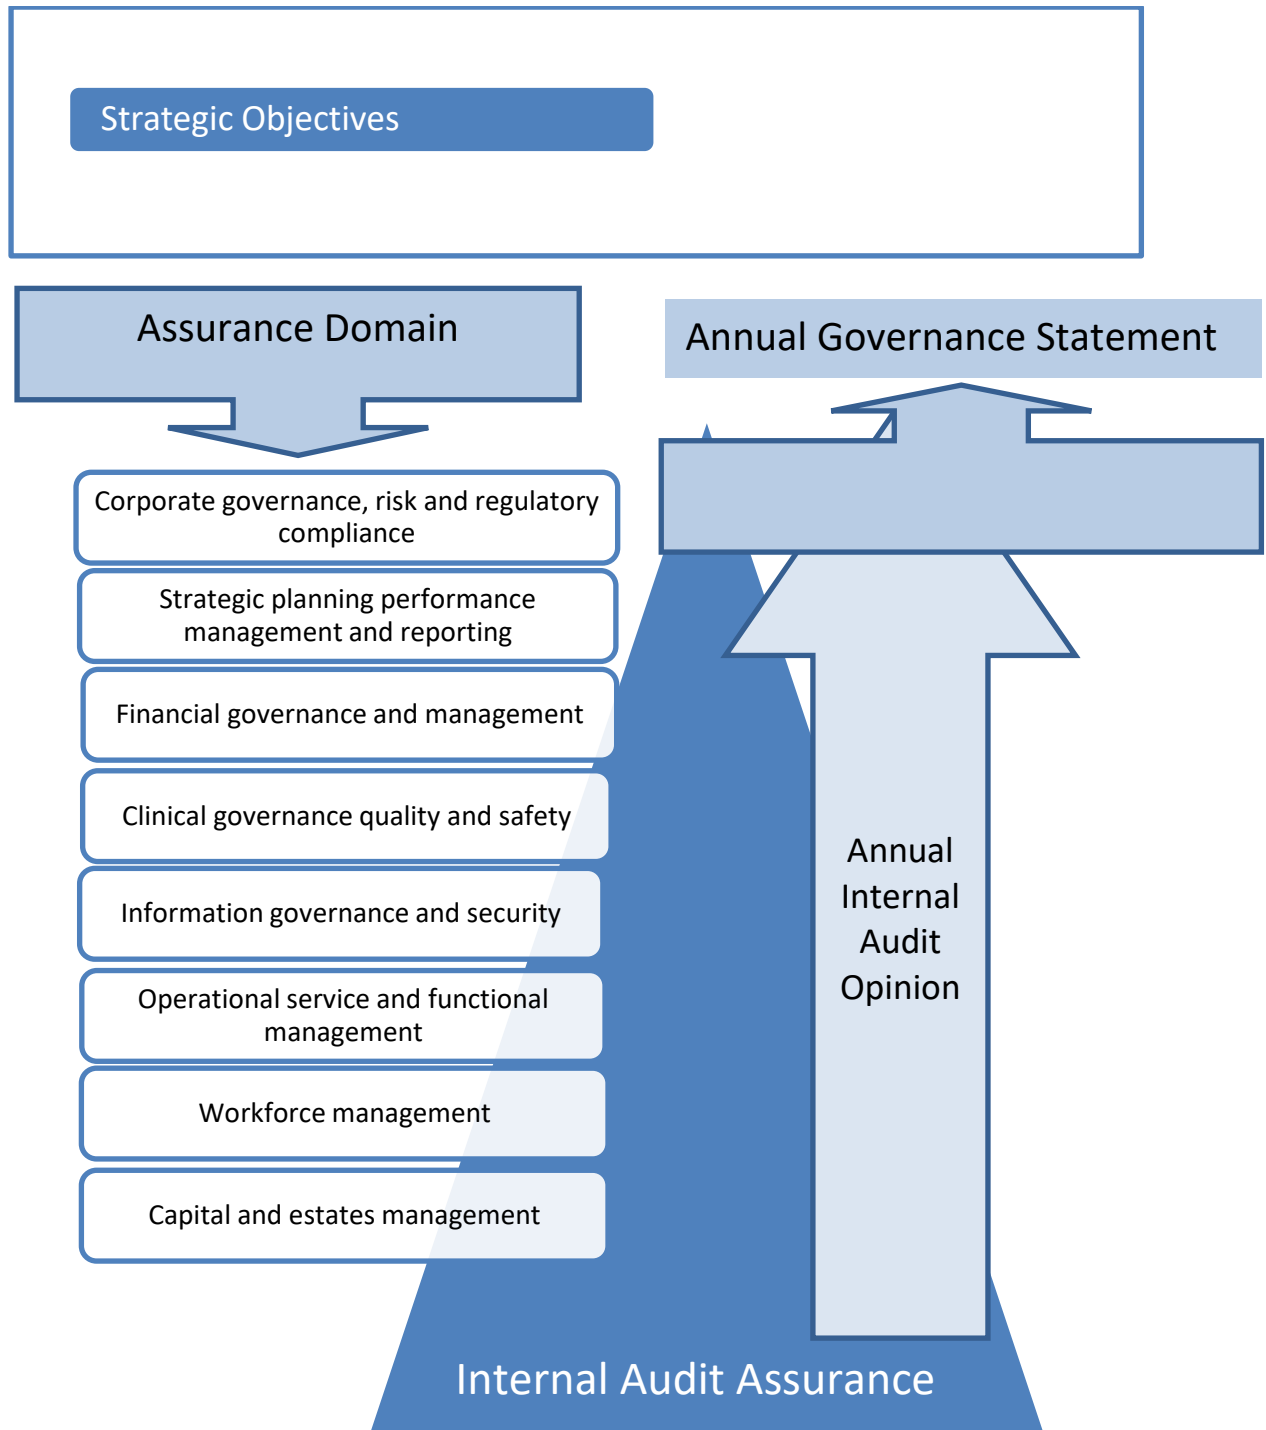 Strategic Objectives
Assurance Domain
Annual Governance Statement
Corporate governance, risk and regulatory
compliance
Strategic planning performance
management and reporting
Financial governance and management
Clinical governance quality and safety
Information governance and security
Operational service and functional
management
Workforce management
Capital and estates management
Annual
Internal
Audit
Opinion
Internal Audit Assurance